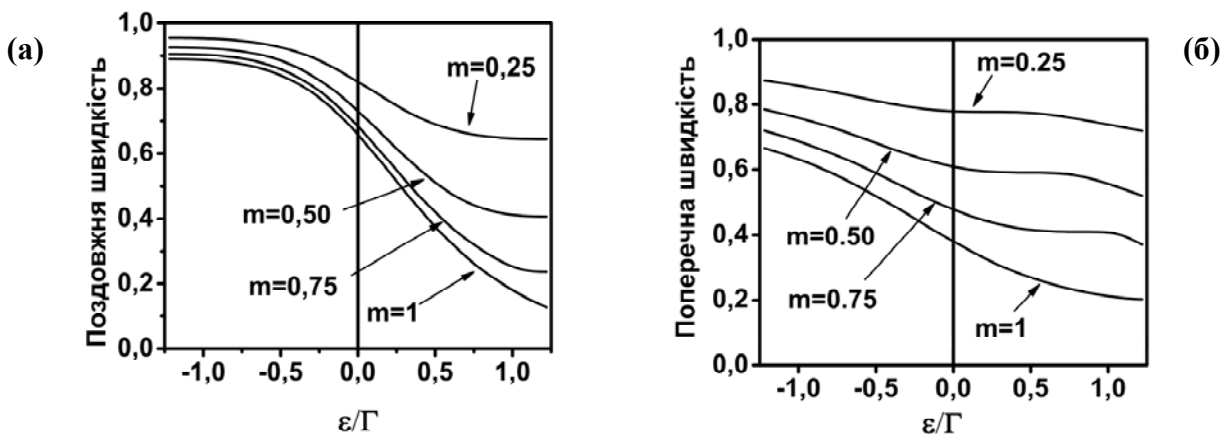 (а)
Поздовжня швидкість
1,0
0,8
0,6
0,4
0,2
0,0
m=0,25
m=0,50
m=0,75
m=1
-1,0 -0,5 0,0 0,5 1,0
ε/Γ
(б)
Поперечна швидкість
1,0
0,8
0,6
0,4
0,2
0,0
m=0.25
m=0.50
m=0.75
m=1
-1,0 -0,5 0,0 0,5 1,0
ε/Γ